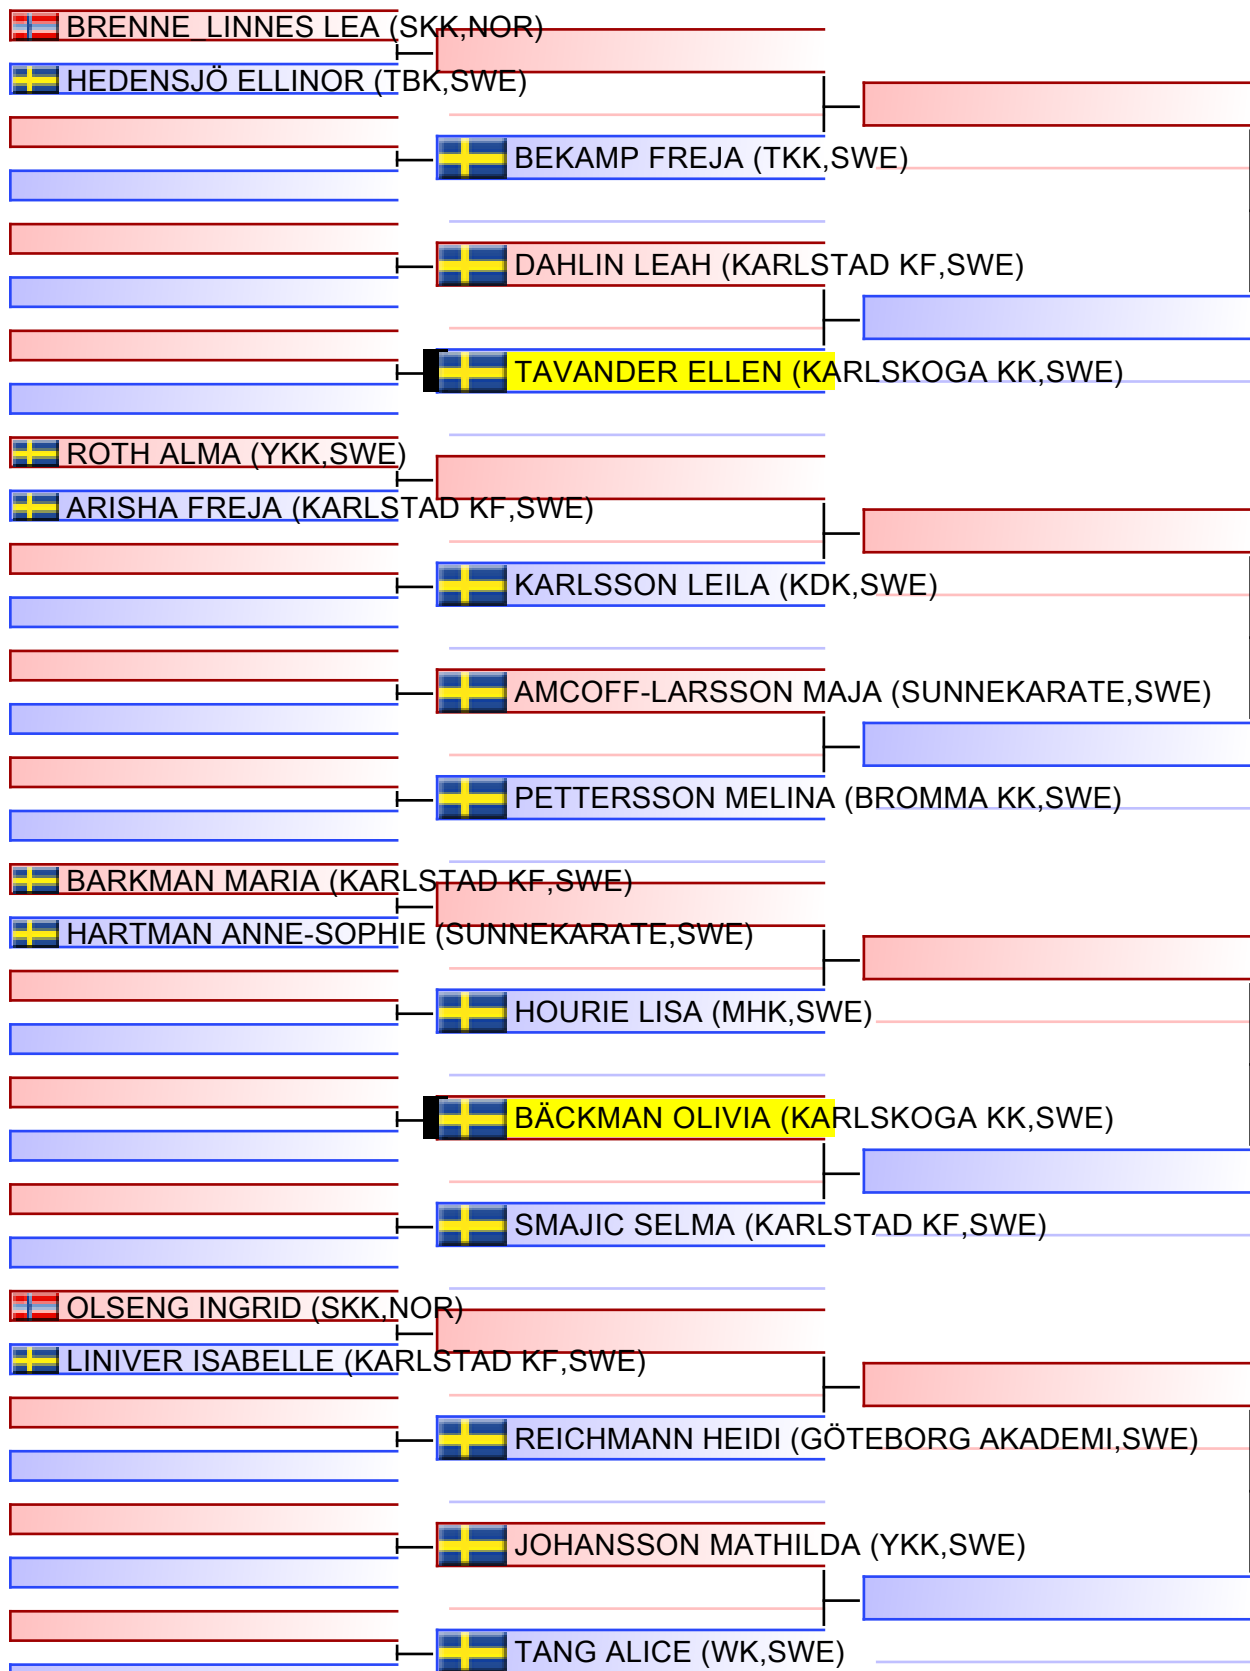 BRENNE_LINNES LEA (SKK,NOR)
HEDENSJÖ ELLINOR (TBK,SWE)
BEKAMP FREJA (TKK,SWE)
DAHLIN LEAH (KARLSTAD KF,SWE)
TAVANDER ELLEN (KARLSKOGA KK,SWE)
ROTH ALMA (YKK,SWE)
ARISHA FREJA (KARLSTAD KF,SWE)
KARLSSON LEILA (KDK,SWE)
AMCOFF-LARSSON MAJA (SUNNEKARATE,SWE)
PETTERSSON MELINA (BROMMA KK,SWE)
BARKMAN MARIA (KARLSTAD KF,SWE)
HARTMAN ANNE-SOPHIE (SUNNEKARATE,SWE)
HOURIE LISA (MHK,SWE)
BÄCKMAN OLIVIA (KARLSKOGA KK,SWE)
SMAJIC SELMA (KARLSTAD KF,SWE)
OLSENG INGRID (SKK,NOR)
LINIVER ISABELLE (KARLSTAD KF,SWE)
REICHMANN HEIDI (GÖTEBORG AKADEMI,SWE)
JOHANSSON MATHILDA (YKK,SWE)
TANG ALICE (WK,SWE)